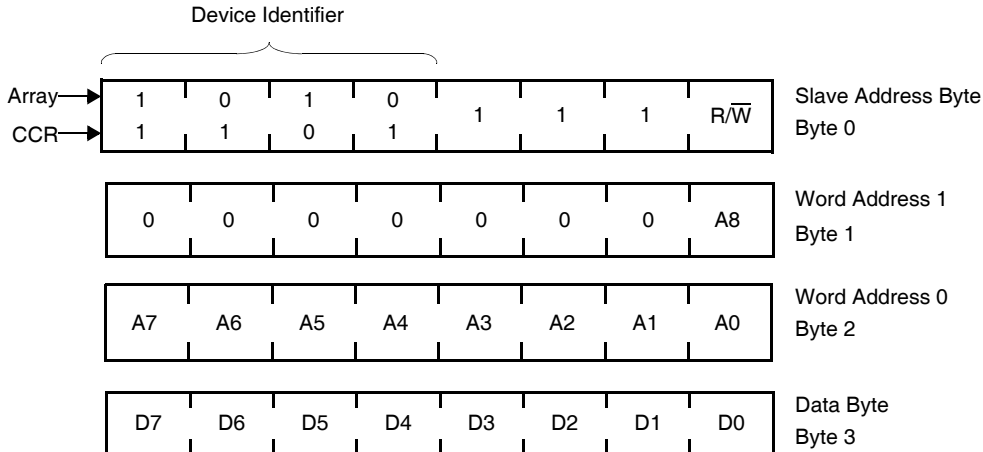 Device Identifier
Array 1 0 1 0 Slave Address Byte
1 1 1 R/W̅
CCR 1 1 0 1 Byte 0
Word Address 1
0 0 0 0 0 0 0 A8
Byte 1
Word Address 0
A7 A6 A5 A4 A3 A2 A1 A0
Byte 2
Data Byte
D7 D6 D5 D4 D3 D2 D1 D0
Byte 3